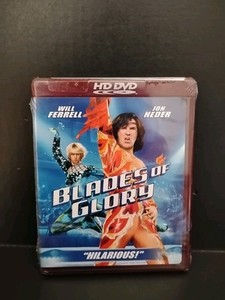 HD DVD
WILL JON
FERRELL HEDER
BLADES OF
GLORY
"HILARIOUS!"